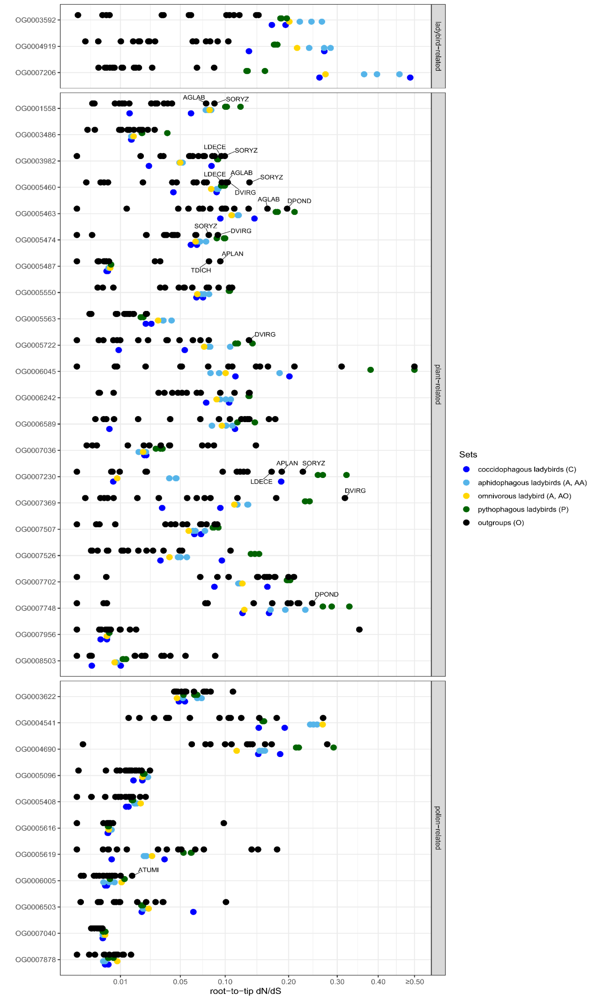 OG0003592
OG0004919
OG0007206
ladybird-related
AGLAB
SORYZ
OG0001558
OG0003486
LDECE
SORYZ
OG0003982
LDECE
AGLAB
SORYZ
OG0005460
DVIRG
AGLAB
DPOND
OG0005463
SORYZ
DVIRG
OG0005474
APLAN
OG0005487
TDICH
OG0005550
OG0005563
DVIRG
OG0005722
OG0006045
plant-related
OG0006242
OG0006589
OG0007036
APLAN
SORYZ
OG0007230
LDECE
DVIRG
OG0007369
OG0007507
OG0007526
OG0007702
DPOND
OG0007748
OG0007956
OG0008503
OG0003622
OG0004541
OG0004690
OG0005096
OG0005408
OG0005616
pollen-related
OG0005619
ATUMI
OG0006005
OG0006503
OG0007040
OG0007878
0.01 0.05 0.10 0.20 0.30 0.40 ≥0.50
root-to-tip dN/dS
Sets
coccidophagous ladybirds (C)
aphidophagous ladybirds (A, AA)
omnivorous ladybird (A, AO)
pythophagous ladybirds (P)
outgroups (O)